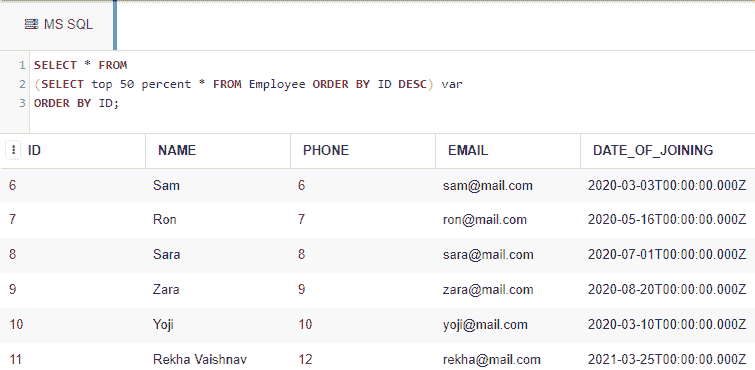 MS SQL
1 SELECT * FROM
2 (SELECT top 50 percent * FROM Employee ORDER BY ID DESC) var
3 ORDER BY ID;
ID NAME PHONE EMAIL DATE_OF_JOINING
6 Sam 6 sam@mail.com 2020-03-03T00:00:00.000Z
7 Ron 7 ron@mail.com 2020-05-16T00:00:00.000Z
8 Sara 8 sara@mail.com 2020-07-01T00:00:00.000Z
9 Zara 9 zara@mail.com 2020-08-20T00:00:00.000Z
10 Yoji 10 yoji@mail.com 2020-03-10T00:00:00.000Z
11 Rekha Vaishnav 12 rekha@mail.com 2021-03-25T00:00:00.000Z